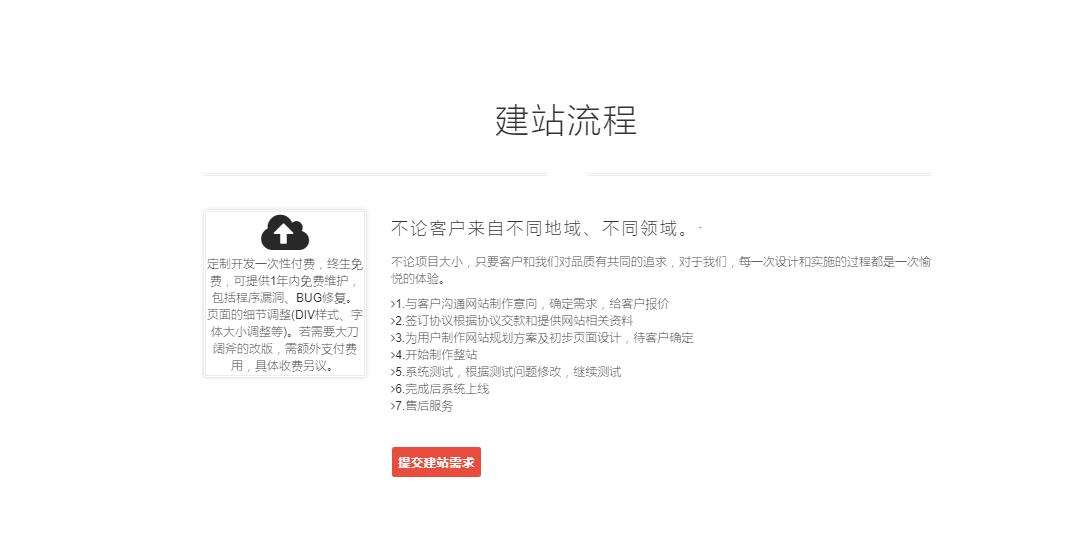 建站流程
定制开发一次性付费，终生免
费，可提供1年内免费维护，
包括程序漏洞、BUG修复。
页面的细节调整(DIV样式、字
体大小调整等)。若需要大刀
阔斧的改版，需额外支付费
用，具体收费另议。
不论客户来自不同地域、不同领域。·
不论项目大小，只要客户和我们对品质有共同的追求，对于我们，每一次设计和实施的过程都是一次愉
悦的体验。
>1.与客户沟通网站制作意向，确定需求，给客户报价
>2.签订协议根据协议交款和提供网站相关资料
>3.为用户制作网站规划方案及初步页面设计，待客户确定
>4.开始制作整站
>5.系统测试，根据测试问题修改，继续测试
>6.完成后系统上线
>7.售后服务
提交建站需求